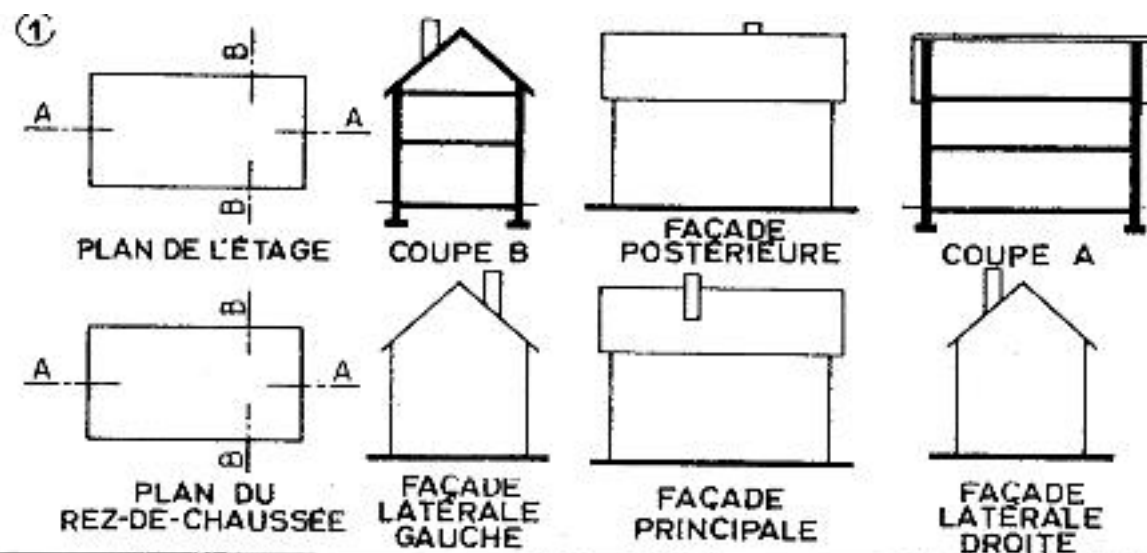 1
B
A
A
B
PLAN DE L'ÉTAGE
COUPE B
FAÇADE
POSTÉRIEURE
COUPE A
B
A
A
B
PLAN DU
REZ-DE-CHAUSSÉE
FAÇADE
LATÉRALE
GAUCHE
FAÇADE
PRINCIPALE
FAÇADE
LATÉRALE
DROITE